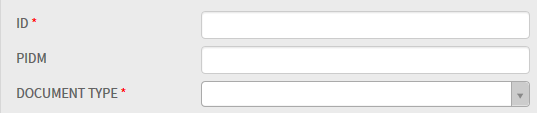 ID *
PIDM
DOCUMENT TYPE *